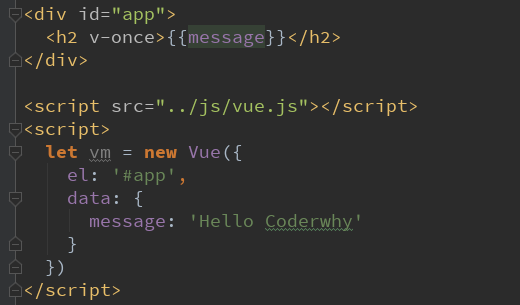 <div id="app">
  <h2 v-once>{{message}}</h2>
</div>

<script src="../js/vue.js"></script>
<script>
  let vm = new Vue({
    el: '#app',
    data: {
      message: 'Hello Coderwhy'
    }
  })
</script>